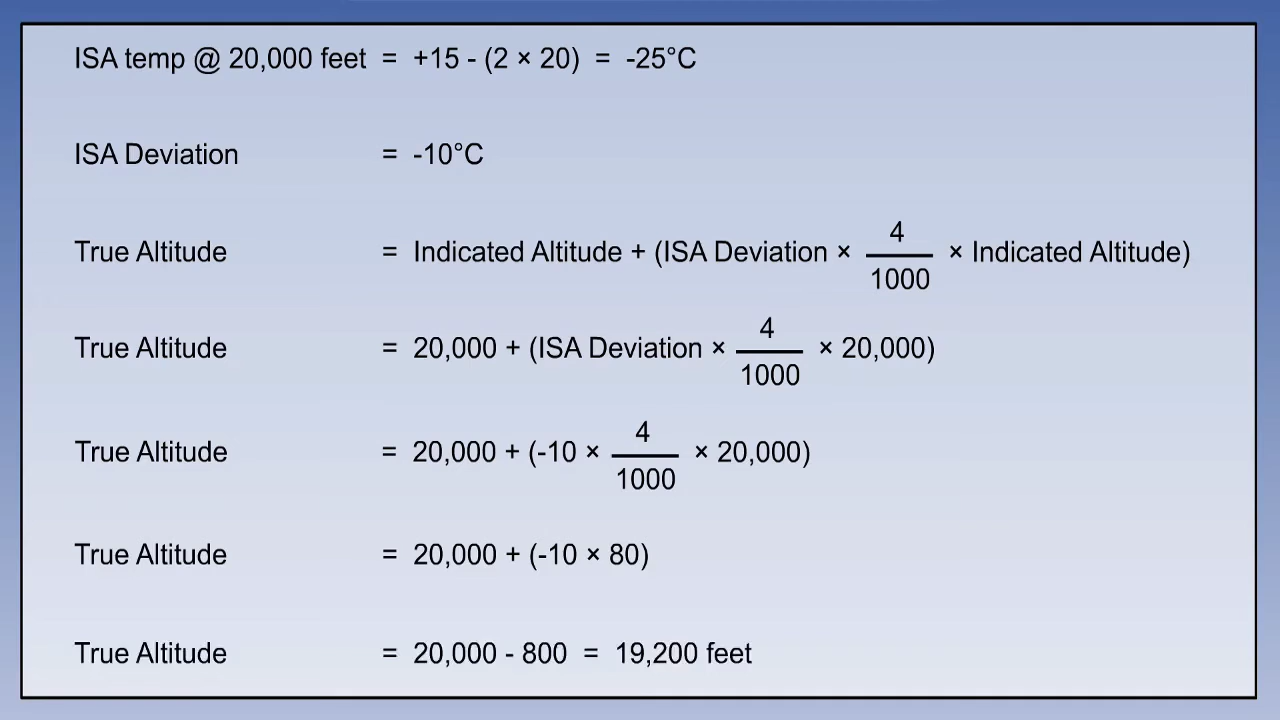 ISA temp @ 20,000 feet = +15 - (2 × 20) = -25°C
ISA Deviation = -10°C
True Altitude = Indicated Altitude + (ISA Deviation × 4/1000 × Indicated Altitude)
True Altitude = 20,000 + (ISA Deviation × 4/1000 × 20,000)
True Altitude = 20,000 + (-10 × 4/1000 × 20,000)
True Altitude = 20,000 + (-10 × 80)
True Altitude = 20,000 - 800 = 19,200 feet